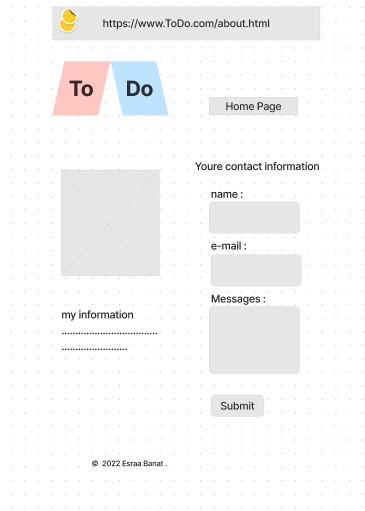 https://www.ToDo.com/about.html
To Do
Home Page
Youre contact information
name :
e-mail :
Messages :
my information
...................................
........................
Submit
© 2022 Esraa Banat .